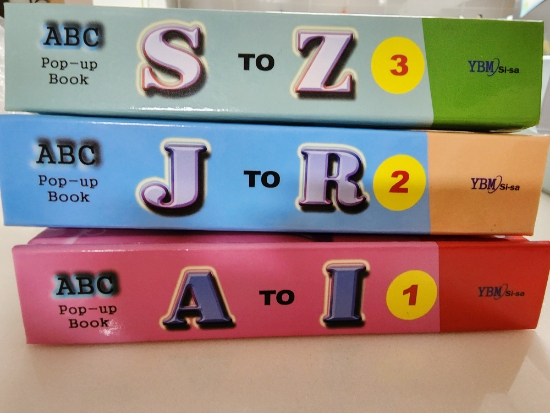 ABC
Pop-up
Book
S TO Z 3
YBM Si-sa
ABC
Pop-up
Book
J TO R 2
YBM Si-sa
ABC
Pop-up
Book
A TO I 1
YBM Si-sa